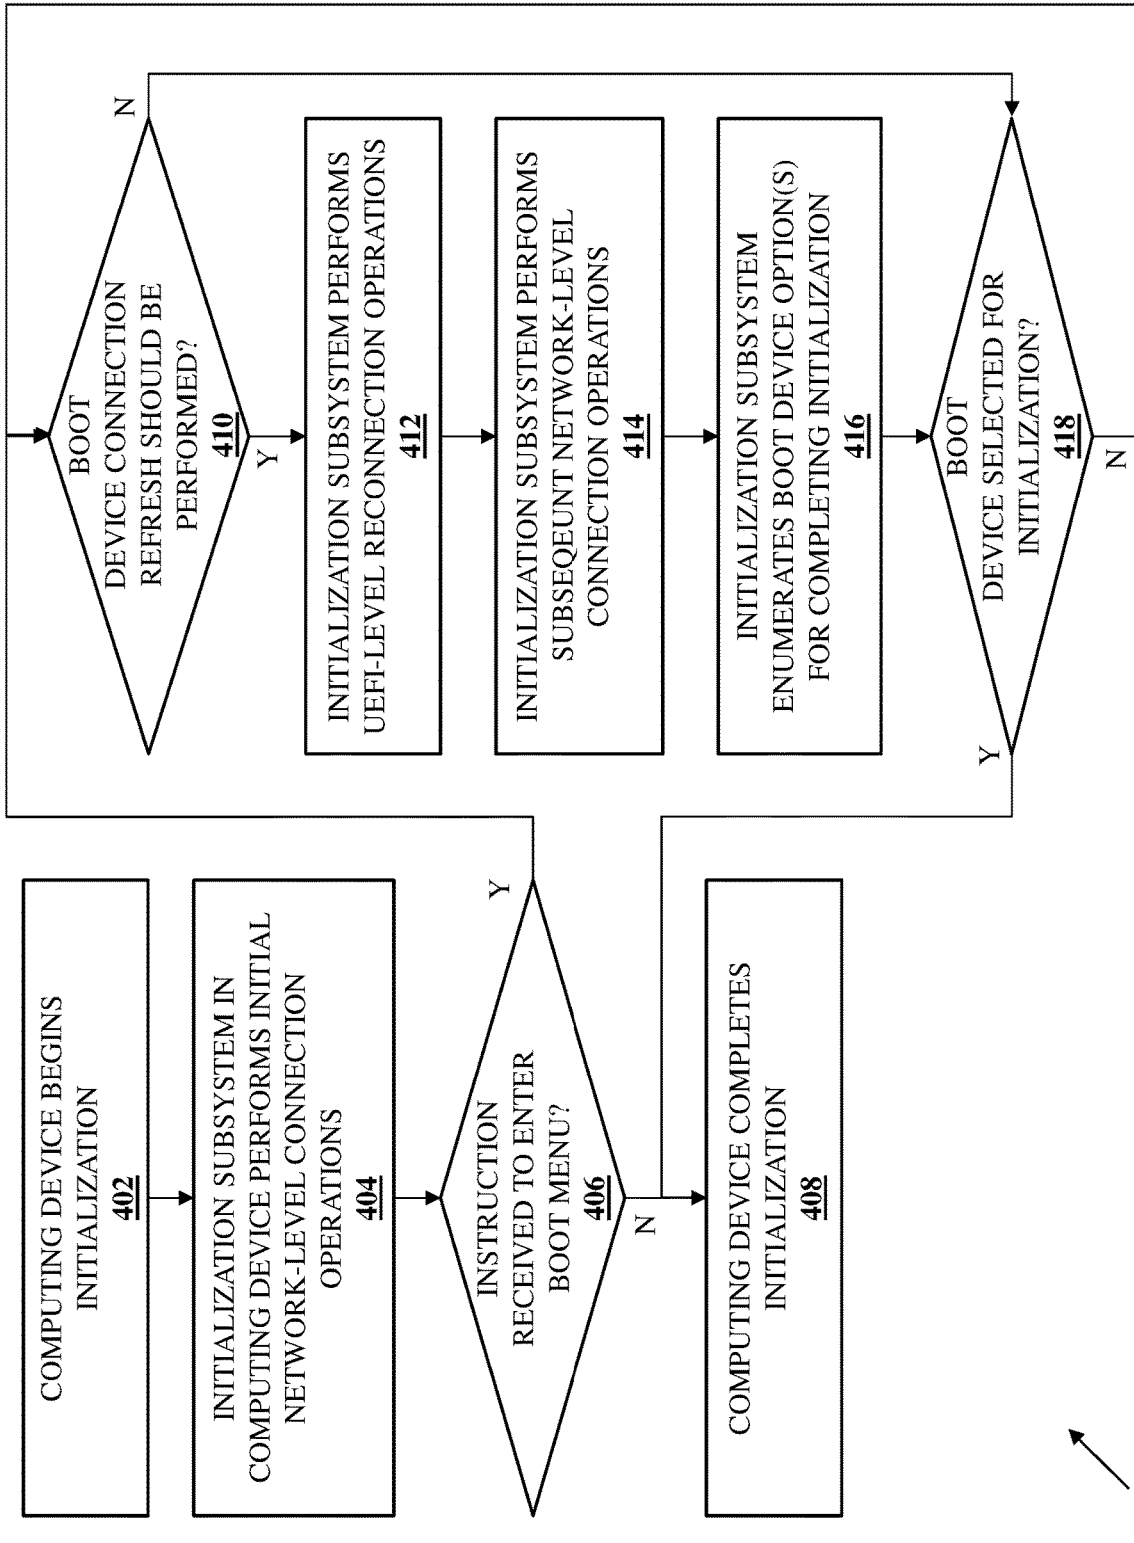 COMPUTING DEVICE BEGINS
INITIALIZATION
402
INITIALIZATION SUBSYSTEM IN
COMPUTING DEVICE PERFORMS INITIAL
NETWORK-LEVEL CONNECTION
OPERATIONS
404
INSTRUCTION
RECEIVED TO ENTER
BOOT MENU?
406
Y
N
COMPUTING DEVICE COMPLETES
INITIALIZATION
408
BOOT
DEVICE CONNECTION
REFRESH SHOULD BE
PERFORMED?
410
N
Y
INITIALIZATION SUBSYSTEM PERFORMS
UEFI-LEVEL RECONNECTION OPERATIONS
412
INITIALIZATION SUBSYSTEM PERFORMS
SUBSEQEUNT NETWORK-LEVEL
CONNECTION OPERATIONS
414
INITIALIZATION SUBSYSTEM
ENUMERATES BOOT DEVICE OPTION(S)
FOR COMPLETING INITIALIZATION
416
BOOT
DEVICE SELECTED FOR
INITIALIZATION?
418
Y
N